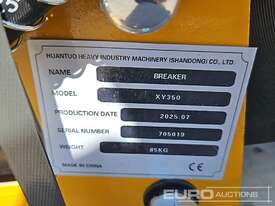 HUANTUO HEAVY INDUSTRY MACHINERY (SHANDONG) CO., LTD.
NAME BREAKER
MODEL XY350
PRODUCTION DATE 2025.07
SERIAL NUMBER 705019
WEIGHT 85KG
MADE IN CHINA CE
EURO AUCTIONS